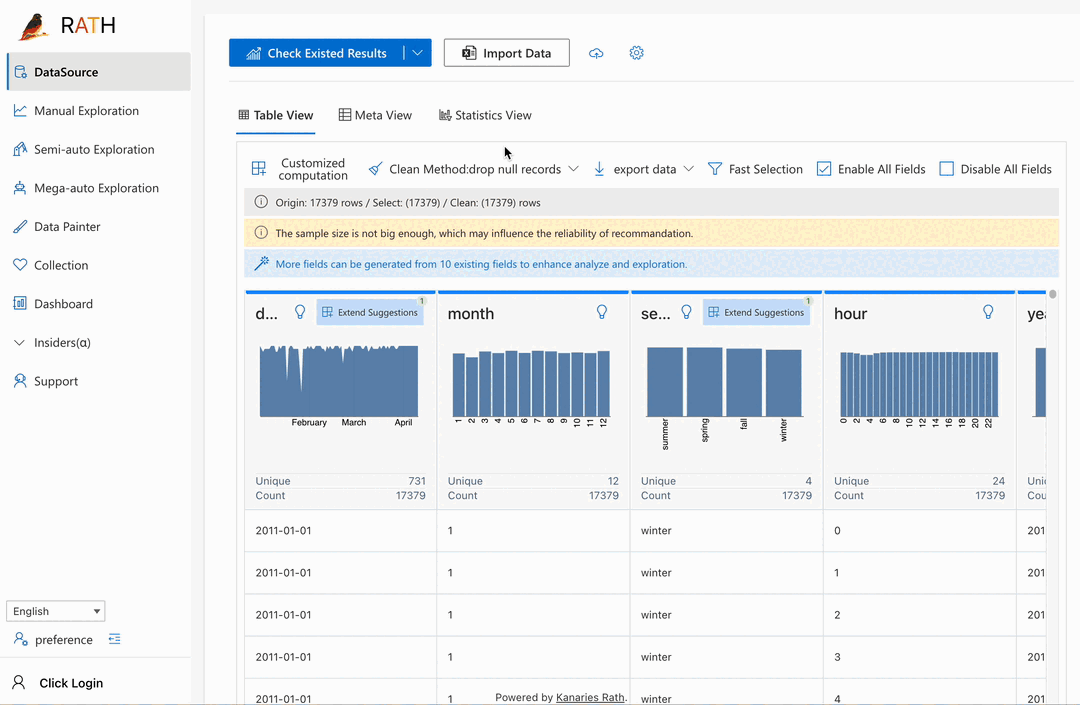 RATH
DataSource
Manual Exploration
Semi-auto Exploration
Mega-auto Exploration
Data Painter
Collection
Dashboard
Insiders(α)
Support
English
preference
Click Login
Check Existed Results
Import Data
Table View
Meta View
Statistics View
Customized
computation
Clean Method:drop null records
export data
Fast Selection
Enable All Fields
Disable All Fields
Origin: 17379 rows / Select: (17379) / Clean: (17379) rows
The sample size is not big enough, which may influence the reliability of recommandation.
More fields can be generated from 10 existing fields to enhance analyze and exploration.
d... Extend Suggestions 1
February March April
Unique 731
Count 17379
month
1 2 3 4 5 6 7 8 9 10 11 12
Unique 12
Count 17379
se... Extend Suggestions 1
summer spring fall winter
Unique 4
Count 17379
hour
0 2 4 6 8 10 12 14 16 18 20 22
Unique 24
Count 17379
yea
Uni
Cou
2011-01-01 1 winter 0 201
2011-01-01 1 winter 1 201
2011-01-01 1 winter 2 201
2011-01-01 1 winter 3 201
2011-01-01 1 winter 4 201
Powered by Kanaries Rath.